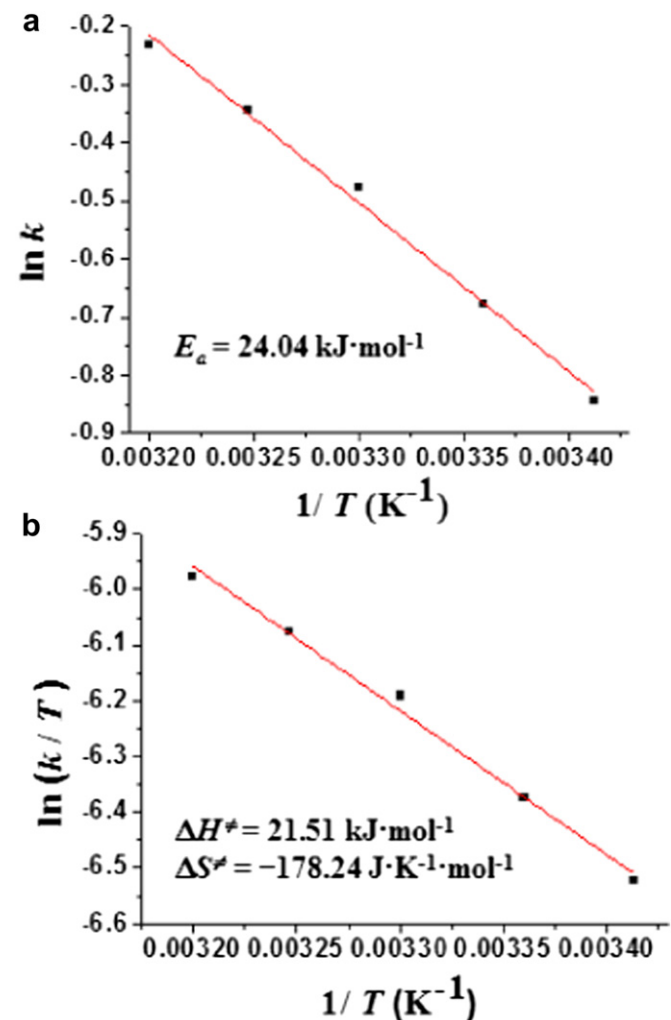 a
-0.2
-0.3
-0.4
-0.5
-0.6
-0.7
-0.8
-0.9
ln k
Ea = 24.04 kJ·mol-1
0.00320 0.00325 0.00330 0.00335 0.00340
1/ T (K-1)
b
-5.9
-6.0
-6.1
-6.2
-6.3
-6.4
-6.5
-6.6
ln (k / T )
ΔH≠ = 21.51 kJ·mol-1
ΔS≠ = −178.24 J·K-1·mol-1
0.00320 0.00325 0.00330 0.00335 0.00340
1/ T (K-1)